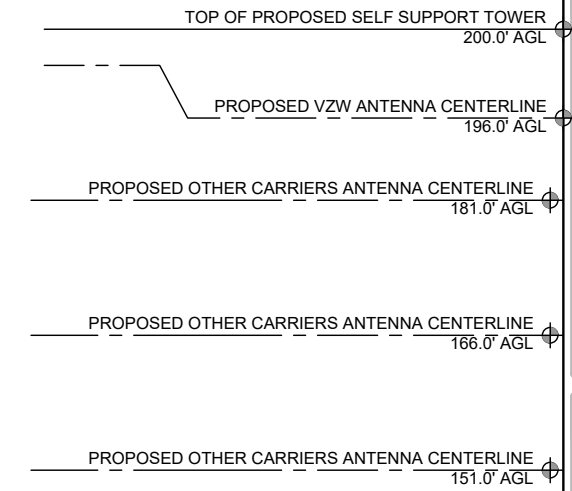 TOP OF PROPOSED SELF SUPPORT TOWER
200.0' AGL
PROPOSED VZW ANTENNA CENTERLINE
196.0' AGL
PROPOSED OTHER CARRIERS ANTENNA CENTERLINE
181.0' AGL
PROPOSED OTHER CARRIERS ANTENNA CENTERLINE
166.0' AGL
PROPOSED OTHER CARRIERS ANTENNA CENTERLINE
151.0' AGL